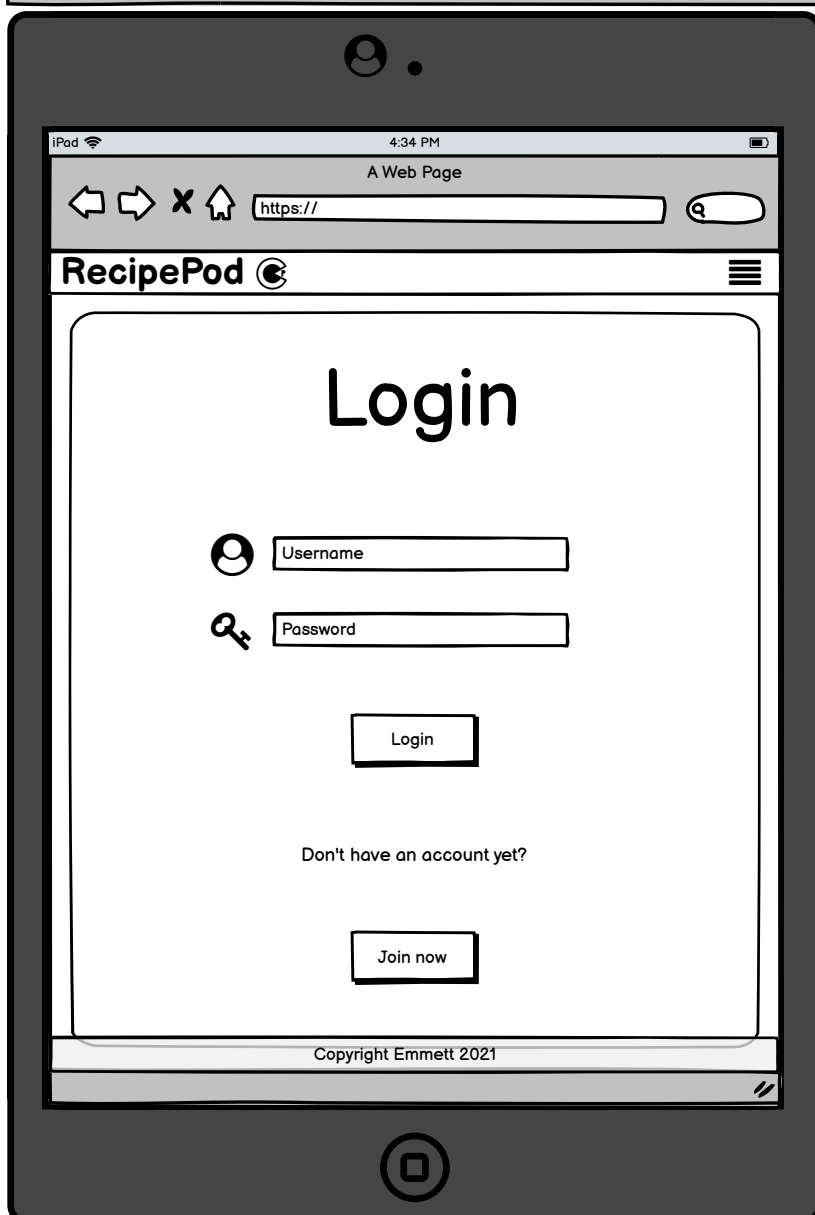 iPad 4:34 PM
A Web Page
https://
RecipePod
Login
Username
Password
Login
Don't have an account yet?
Join now
Copyright Emmett 2021